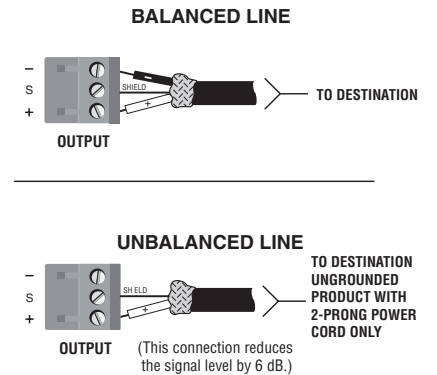 BALANCED LINE
–
S
+
SHIELD
–
+
OUTPUT
TO DESTINATION
UNBALANCED LINE
–
S
+
SH ELD
+
OUTPUT
(This connection reduces
the signal level by 6 dB.)
TO DESTINATION
UNGROUNDED
PRODUCT WITH
2-PRONG POWER
CORD ONLY